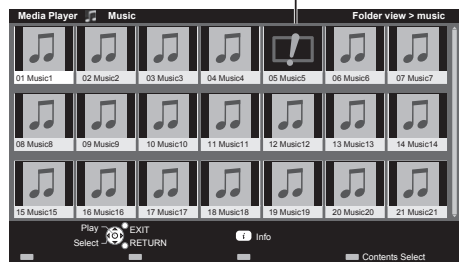 Media Player Music Folder view > music
01 Music1 02 Music2 03 Music3 04 Music4 05 Music5 06 Music6 07 Music7
08 Music8 09 Music9 10 Music10 11 Music11 12 Music12 13 Music13 14 Music14
15 Music15 16 Music16 17 Music17 18 Music18 19 Music19 20 Music20 21 Music21
Play EXIT
Select RETURN
i Info
Contents Select